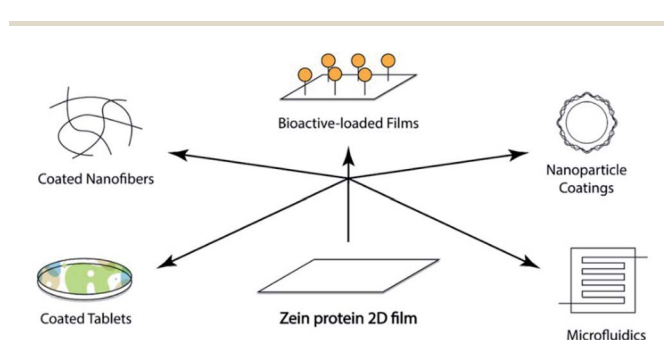 Bioactive-loaded Films
Coated Nanofibers
Nanoparticle
Coatings
Coated Tablets
Zein protein 2D film
Microfluidics